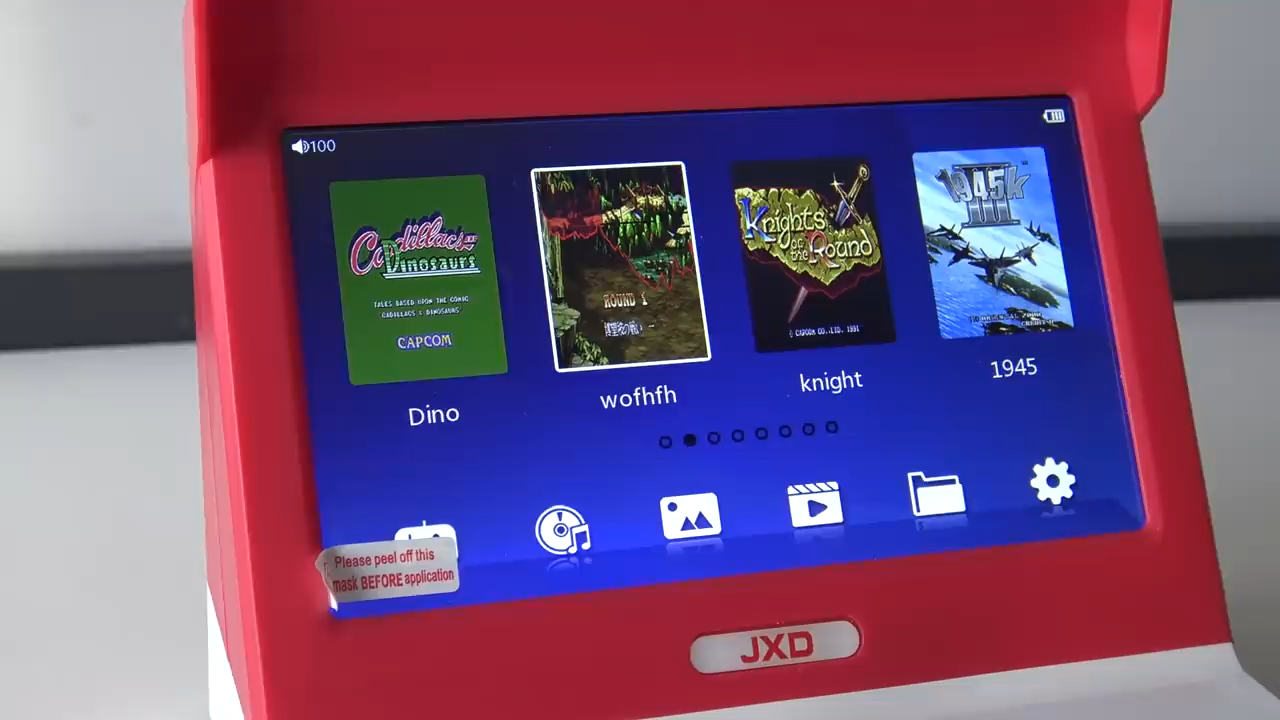 100
Cadillacs AND
Dinosaurs
TALES BASED UPON THE COMIC
CADILLACS & DINOSAURS
CAPCOM
ROUND 1
Knights
of the Round
© CAPCOM CO., LTD. 1991
1945k
III
Dino
wofhfh
knight
1945
Please peel off this
mask BEFORE application
JXD